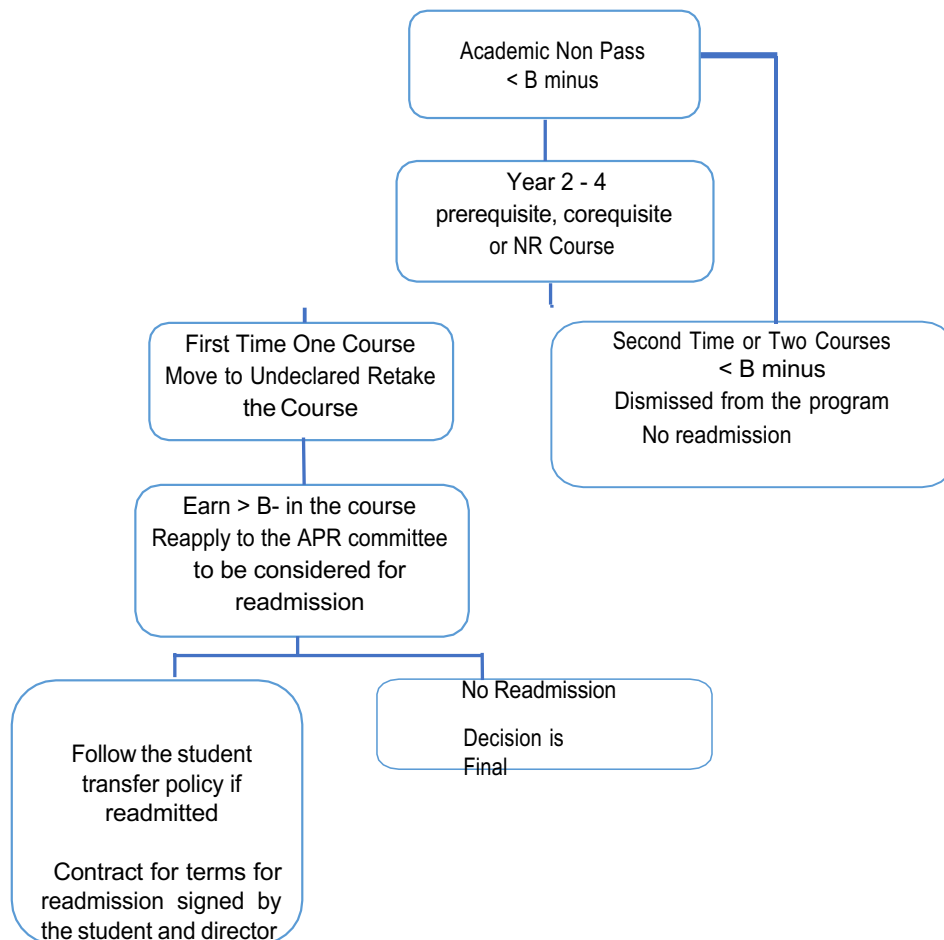 Academic Non Pass
< B minus
Year 2 - 4
prerequisite, corequisite
or NR Course
First Time One Course
Move to Undeclared Retake
the Course
Second Time or Two Courses
< B minus
Dismissed from the program
No readmission
Earn > B- in the course
Reapply to the APR committee
to be considered for
readmission
Follow the student
transfer policy if
readmitted
Contract for terms for
readmission signed by
the student and director
No Readmission
Decision is
Final